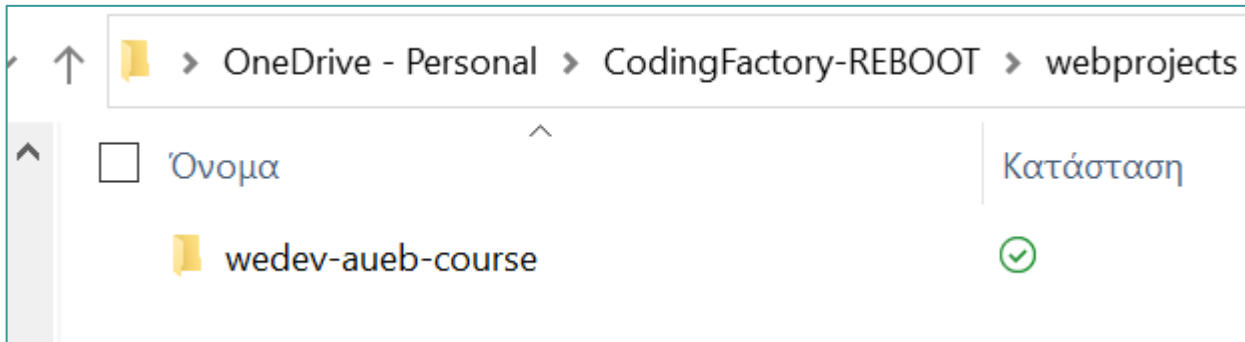 OneDrive - Personal > CodingFactory-REBOOT > webprojects
Όνομα Κατάσταση
wedev-aueb-course